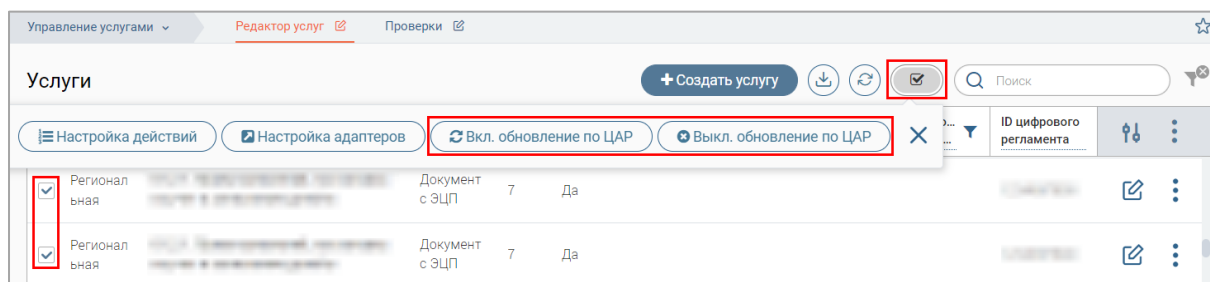 Управление услугами
Редактор услуг
Проверки
Услуги
Создать услугу
Поиск
Настройка действий
Настройка адаптеров
Вкл. обновление по ЦАР
Выкл. обновление по ЦАР
ID цифрового
регламента
Регионал
ьная
Документ
с ЭЦП
7
Да
Регионал
ьная
Документ
с ЭЦП
7
Да